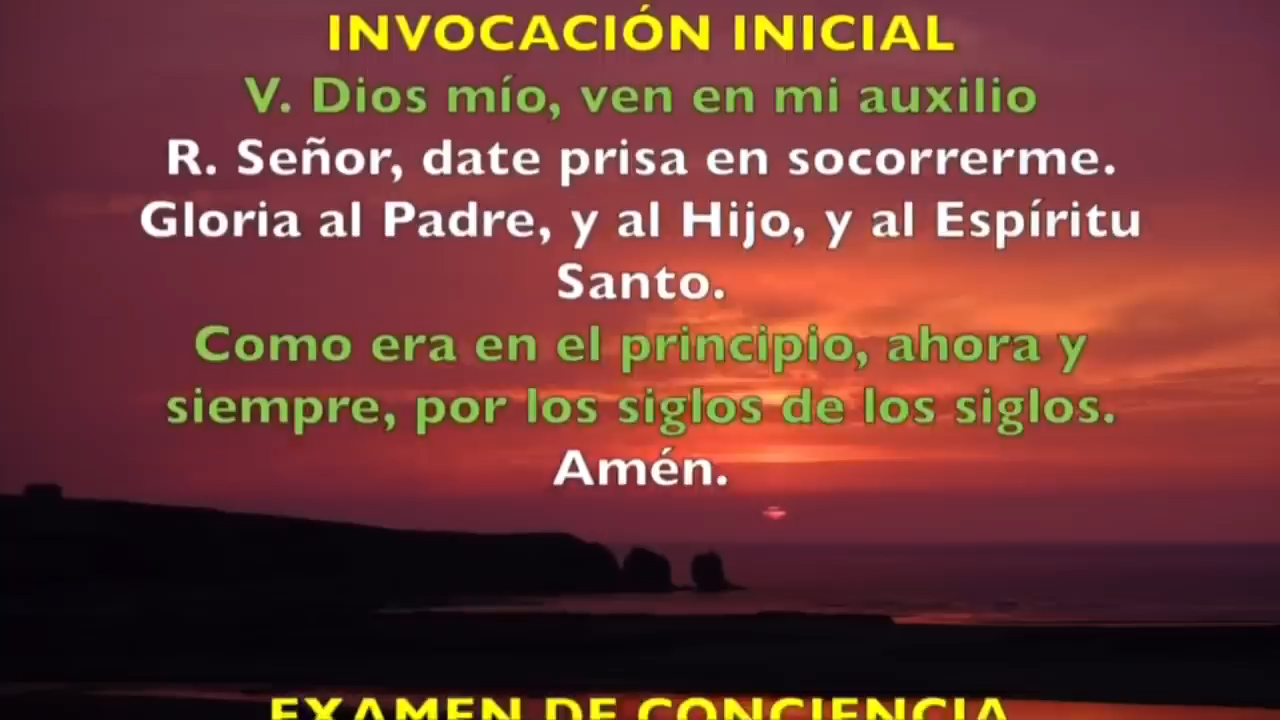 INVOCACIÓN INICIAL
V. Dios mío, ven en mi auxilio
R. Señor, date prisa en socorrerme.
Gloria al Padre, y al Hijo, y al Espíritu
Santo.
Como era en el principio, ahora y
siempre, por los siglos de los siglos.
Amén.
EXAMEN DE CONCIENCIA